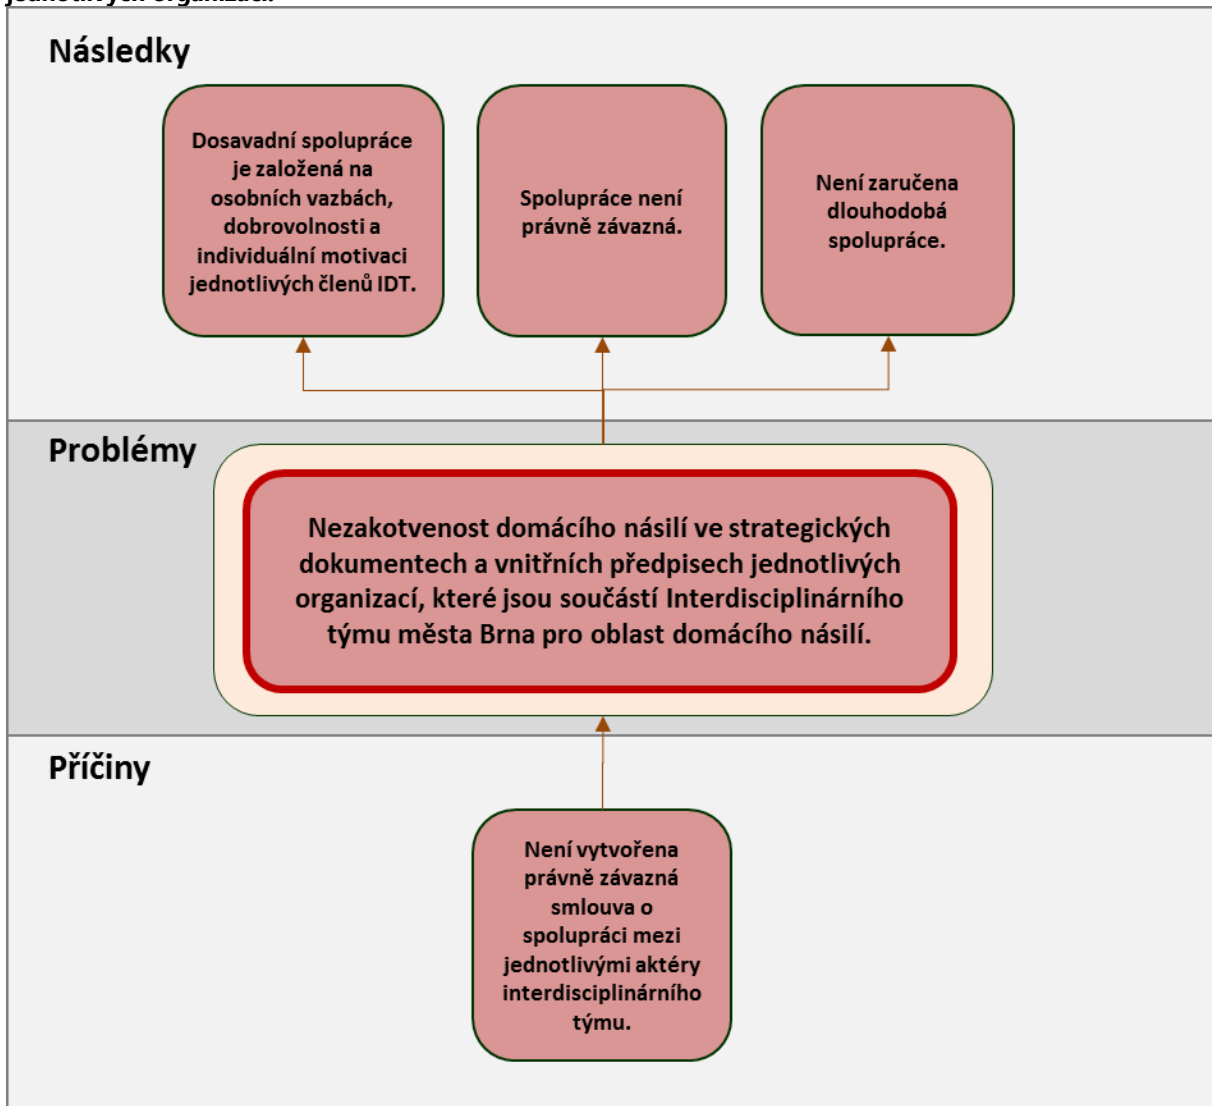 jednotlivých organizací.
Následky
Dosavadní spolupráce
je založená na
osobních vazbách,
dobrovolnosti a
individuální motivaci
jednotlivých členů IDT.
Spolupráce není
právně závazná.
Není zaručena
dlouhodobá
spolupráce.
Problémy
Nezakotvenost domácího násilí ve strategických
dokumentech a vnitřních předpisech jednotlivých
organizací, které jsou součástí Interdisciplinárního
týmu města Brna pro oblast domácího násilí.
Příčiny
Není vytvořena
právně závazná
smlouva o
spolupráci mezi
jednotlivými aktéry
interdisciplinárního
týmu.